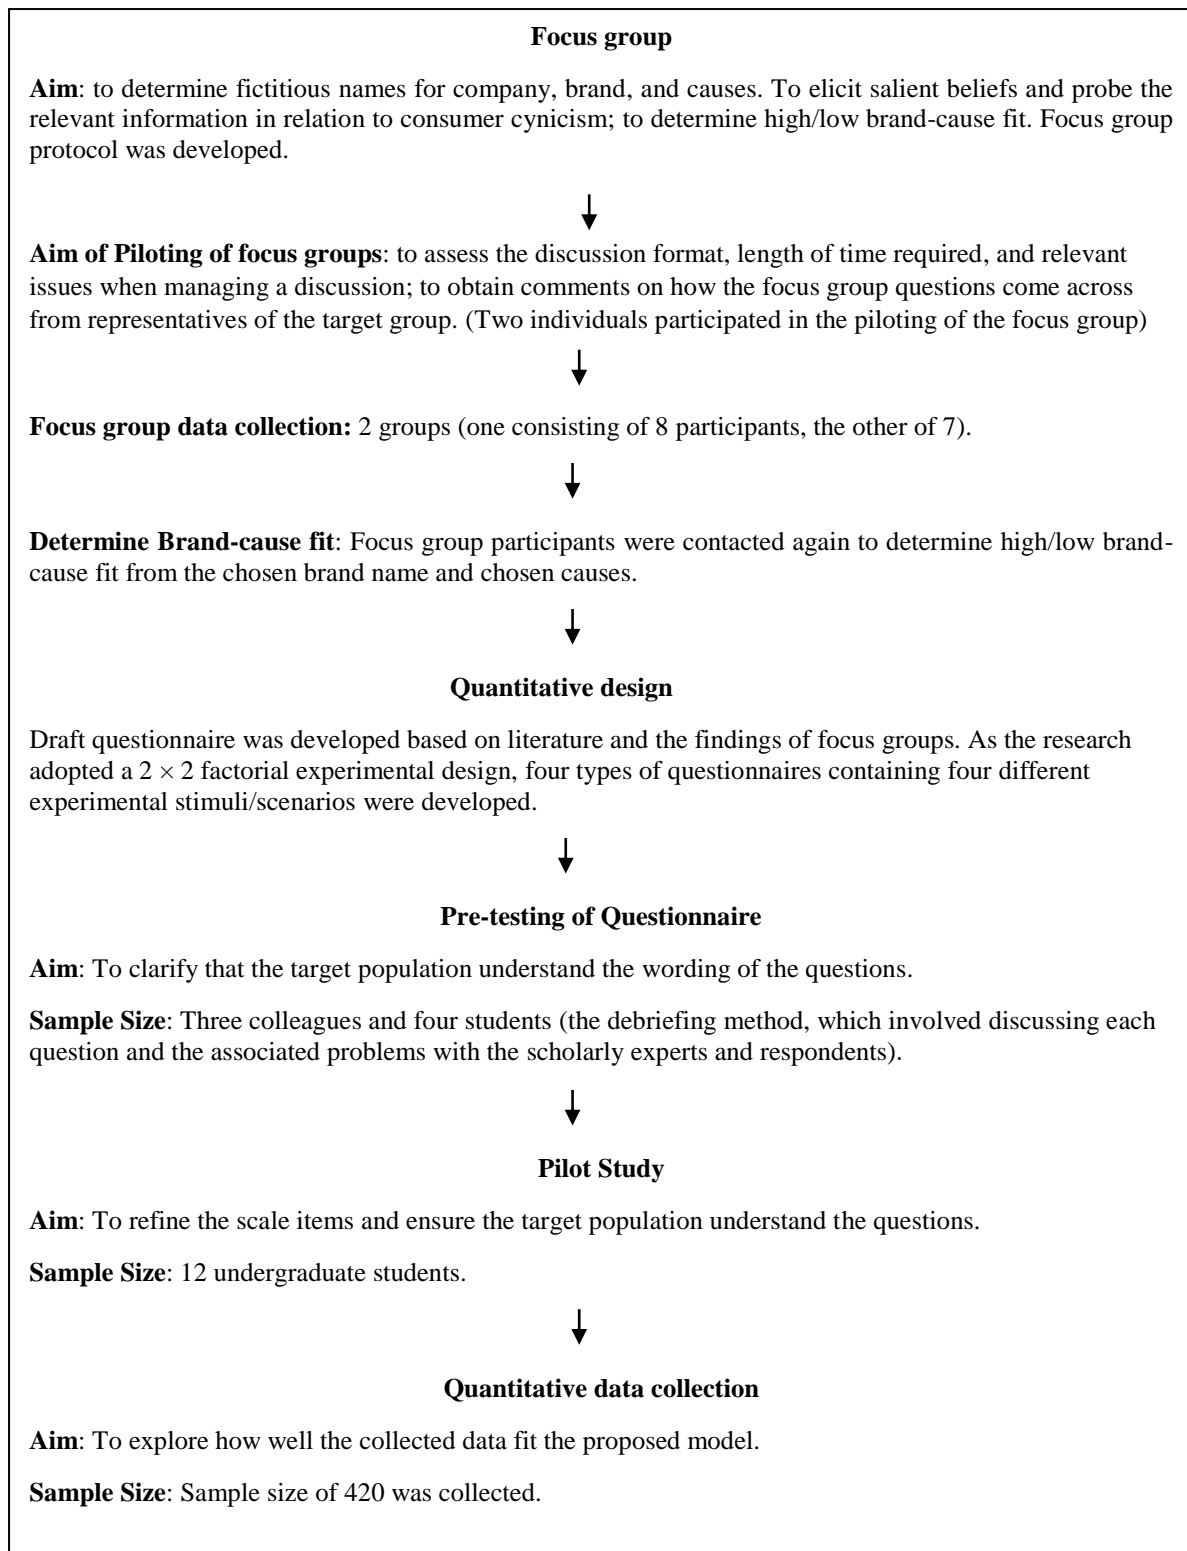 Focus group
Aim: to determine fictitious names for company, brand, and causes. To elicit salient beliefs and probe the
relevant information in relation to consumer cynicism; to determine high/low brand-cause fit. Focus group
protocol was developed.
Aim of Piloting of focus groups: to assess the discussion format, length of time required, and relevant
issues when managing a discussion; to obtain comments on how the focus group questions come across
from representatives of the target group. (Two individuals participated in the piloting of the focus group)
Focus group data collection: 2 groups (one consisting of 8 participants, the other of 7).
Determine Brand-cause fit: Focus group participants were contacted again to determine high/low brand-
cause fit from the chosen brand name and chosen causes.
Quantitative design
Draft questionnaire was developed based on literature and the findings of focus groups. As the research
adopted a 2 × 2 factorial experimental design, four types of questionnaires containing four different
experimental stimuli/scenarios were developed.
Pre-testing of Questionnaire
Aim: To clarify that the target population understand the wording of the questions.
Sample Size: Three colleagues and four students (the debriefing method, which involved discussing each
question and the associated problems with the scholarly experts and respondents).
Pilot Study
Aim: To refine the scale items and ensure the target population understand the questions.
Sample Size: 12 undergraduate students.
Quantitative data collection
Aim: To explore how well the collected data fit the proposed model.
Sample Size: Sample size of 420 was collected.